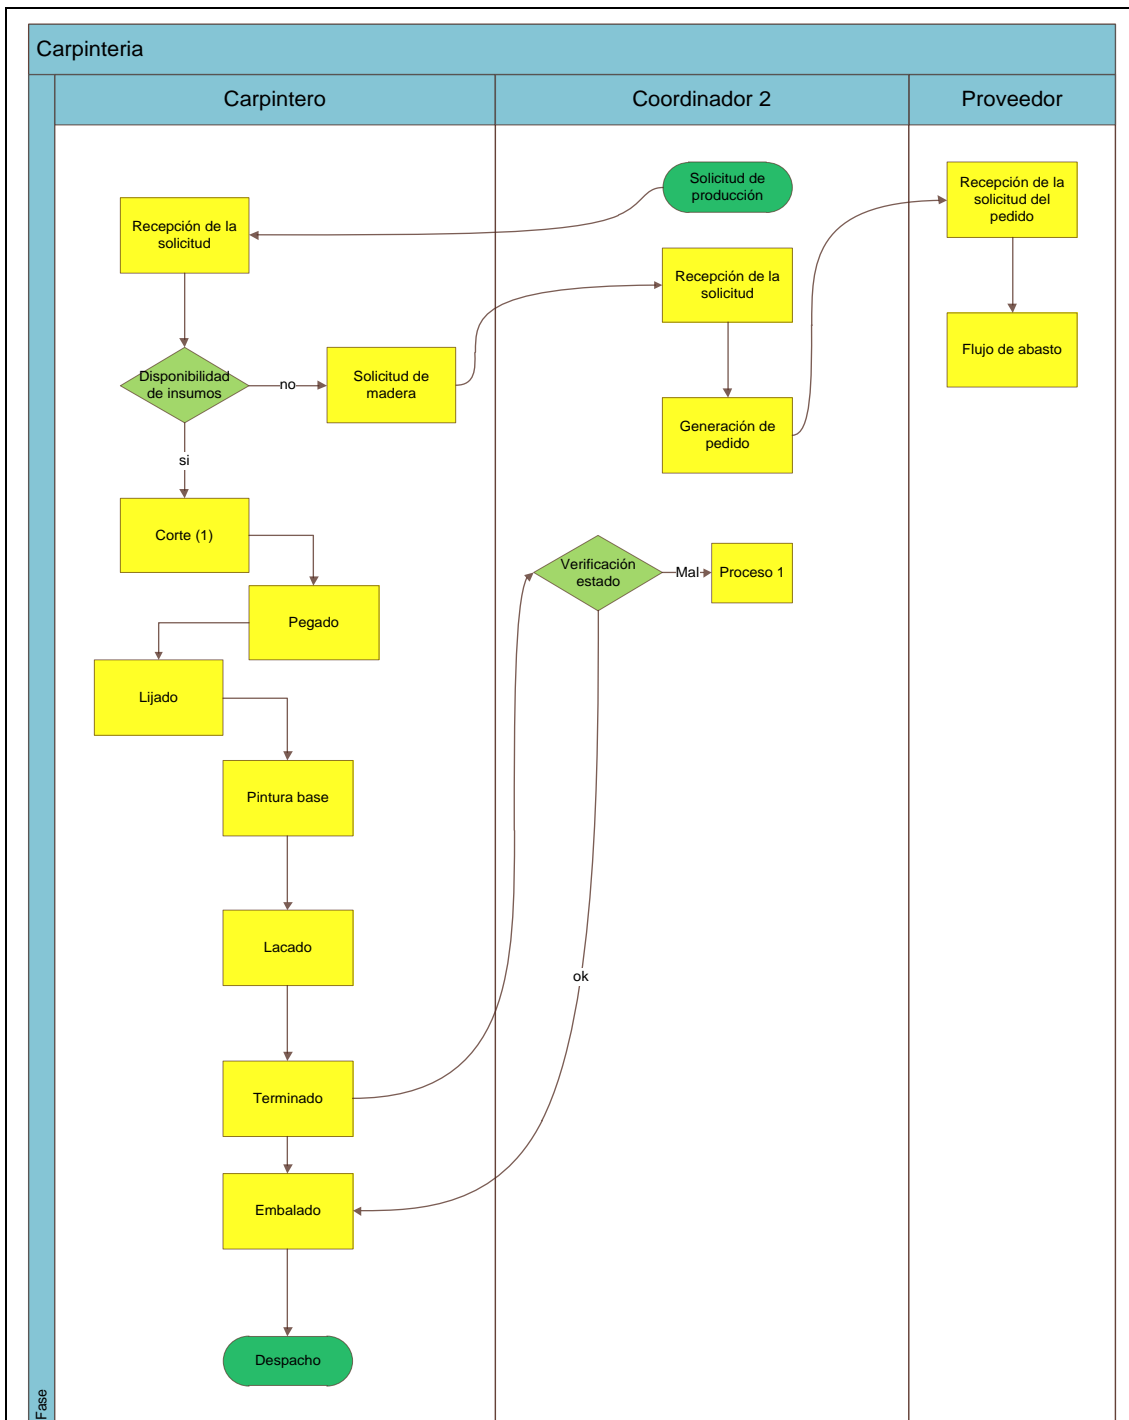 Carpinteria
Carpintero
Coordinador 2
Proveedor
Solicitud de
producción
Recepción de la
solicitud del
pedido
Recepción de la
solicitud
Recepción de la
solicitud
Flujo de abasto
Disponibilidad
de insumos
no
Solicitud de
madera
Generación de
pedido
si
Corte (1)
Verificación
estado
Mal
Proceso 1
Pegado
Lijado
Pintura base
Lacado
ok
Terminado
Embalado
Despacho
Fase